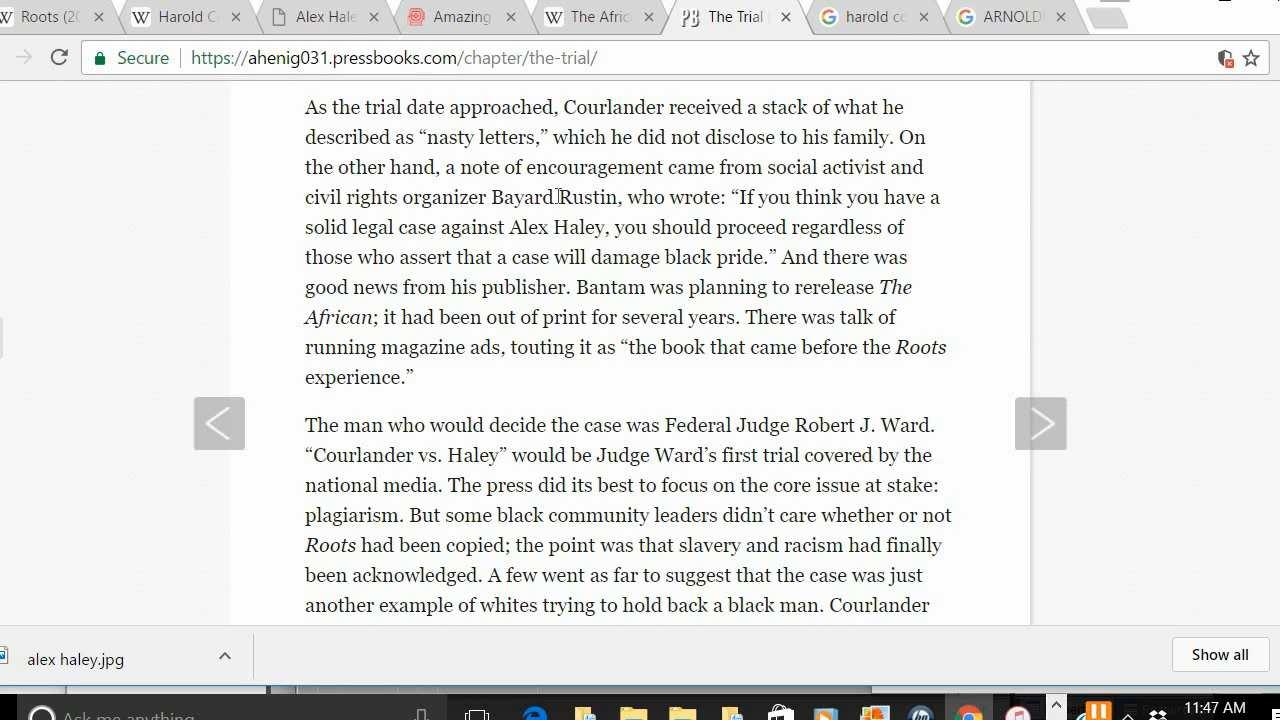 Roots (20
Harold C
Alex Hale
Amazing
The Afric
The Trial
harold co
ARNOLD
Secure
https://ahenig031.pressbooks.com/chapter/the-trial/
As the trial date approached, Courlander received a stack of what he
described as “nasty letters,” which he did not disclose to his family. On
the other hand, a note of encouragement came from social activist and
civil rights organizer Bayard Rustin, who wrote: “If you think you have a
solid legal case against Alex Haley, you should proceed regardless of
those who assert that a case will damage black pride.” And there was
good news from his publisher. Bantam was planning to rerelease The
African; it had been out of print for several years. There was talk of
running magazine ads, touting it as “the book that came before the Roots
experience.”
The man who would decide the case was Federal Judge Robert J. Ward.
“Courlander vs. Haley” would be Judge Ward’s first trial covered by the
national media. The press did its best to focus on the core issue at stake:
plagiarism. But some black community leaders didn’t care whether or not
Roots had been copied; the point was that slavery and racism had finally
been acknowledged. A few went as far to suggest that the case was just
another example of whites trying to hold back a black man. Courlander
alex haley.jpg
Show all
Ask me anything
11:47 AM